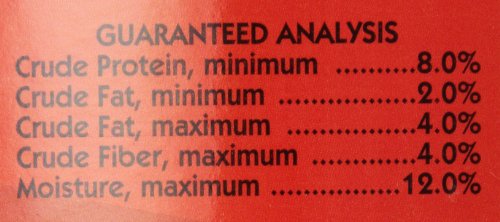 GUARANTEED ANALYSIS
Crude Protein, minimum ............8.0%
Crude Fat, minimum ..................2.0%
Crude Fat, maximum .................4.0%
Crude Fiber, maximum ..............4.0%
Moisture, maximum ................12.0%